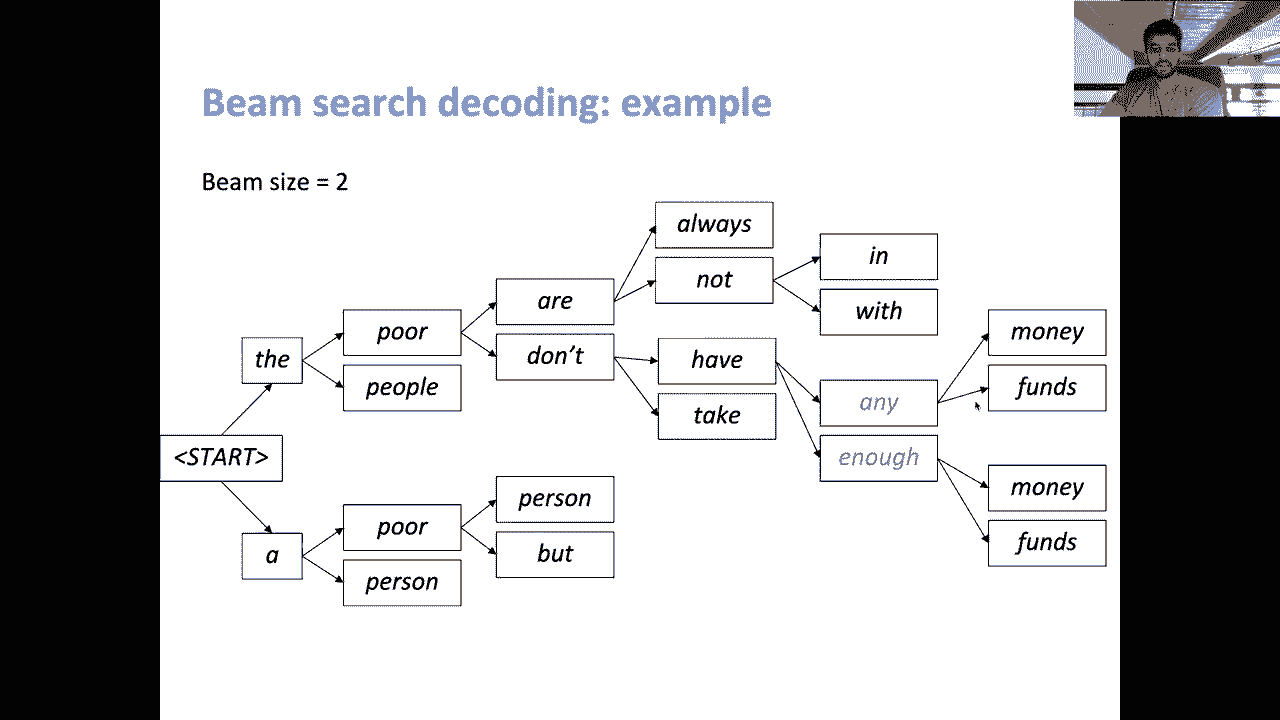 Beam search decoding: example
Beam size = 2
always
not
in
with
are
don't
poor
people
the
have
take
any
enough
money
funds
money
funds
<START>
a
poor
person
person
but